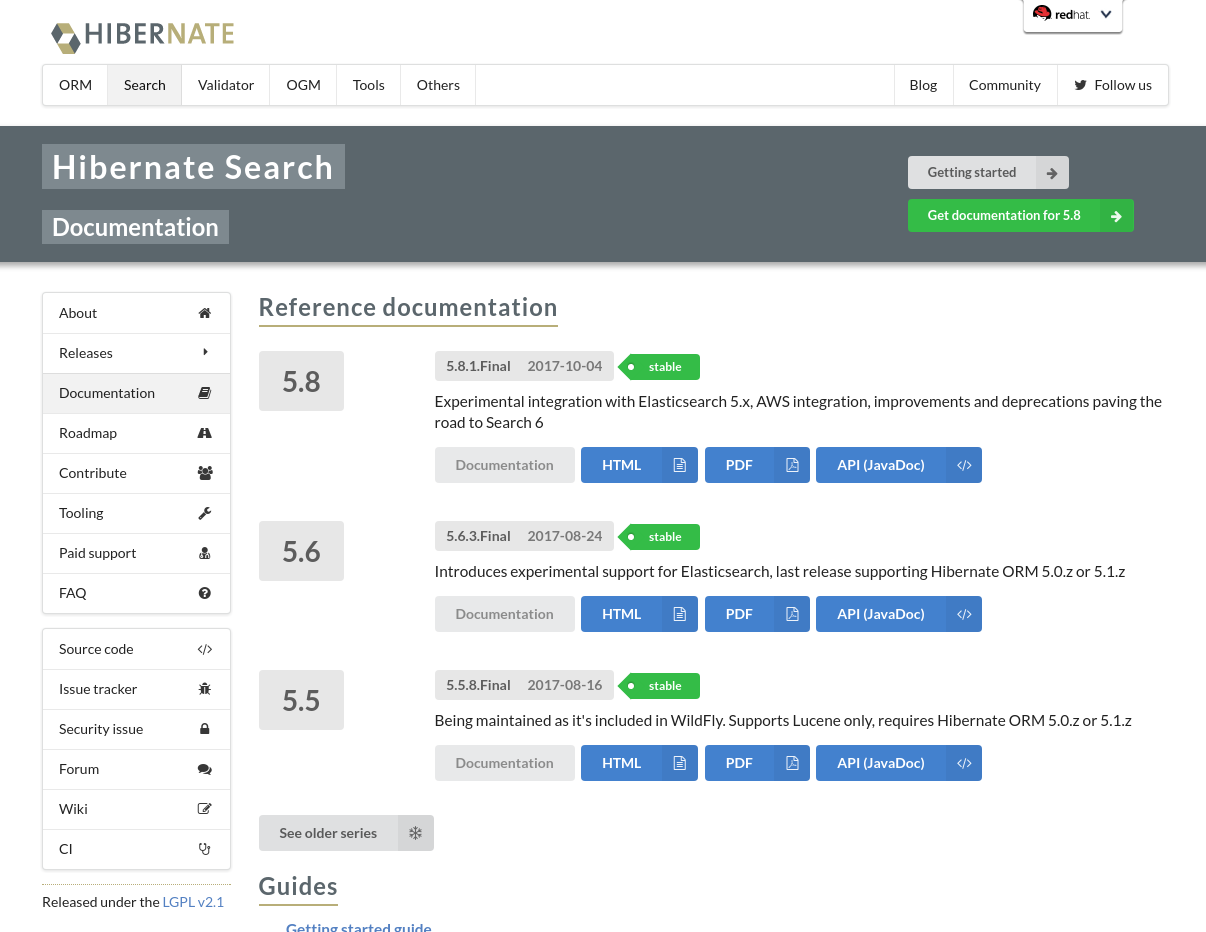 redhat.
HIBERNATE
ORM
Search
Validator
OGM
Tools
Others
Blog
Community
Follow us
Hibernate Search
Documentation
Getting started
Get documentation for 5.8
About
Releases
Documentation
Roadmap
Contribute
Tooling
Paid support
FAQ
Source code
Issue tracker
Security issue
Forum
Wiki
CI
Released under the LGPL v2.1
Reference documentation
5.8
5.8.1.Final 2017-10-04 stable
Experimental integration with Elasticsearch 5.x, AWS integration, improvements and deprecations paving the
road to Search 6
Documentation HTML PDF API (JavaDoc)
5.6
5.6.3.Final 2017-08-24 stable
Introduces experimental support for Elasticsearch, last release supporting Hibernate ORM 5.0.z or 5.1.z
Documentation HTML PDF API (JavaDoc)
5.5
5.5.8.Final 2017-08-16 stable
Being maintained as it's included in WildFly. Supports Lucene only, requires Hibernate ORM 5.0.z or 5.1.z
Documentation HTML PDF API (JavaDoc)
See older series
Guides
Getting started guide